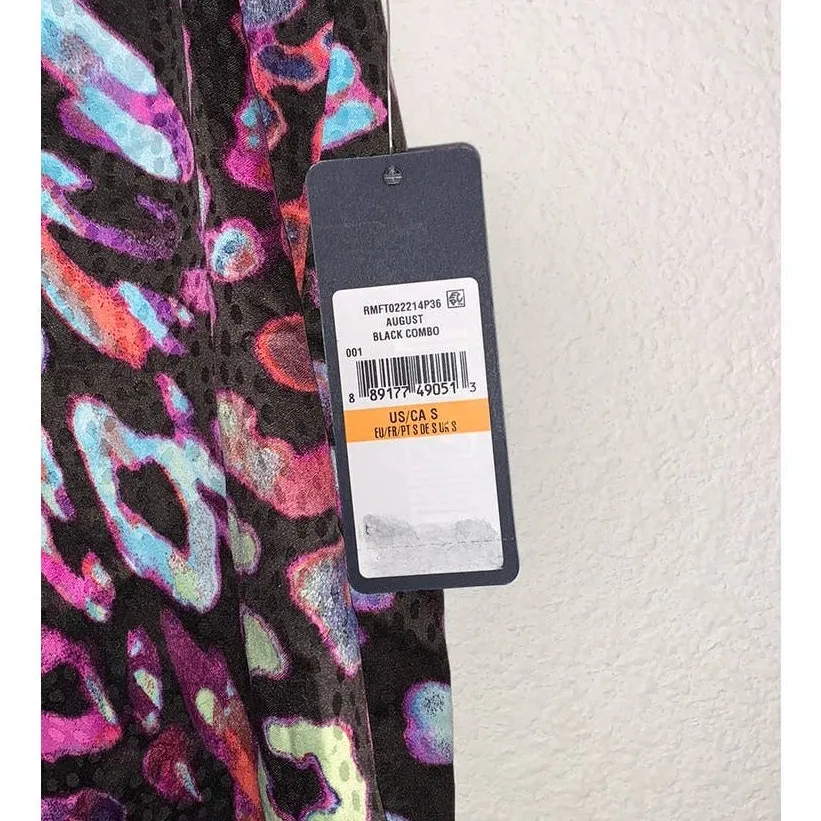 RMFT022214P36
AUGUST
BLACK COMBO
001
8 89177 49051 3
US/CA S
EU/FR/PT S DE S UK S